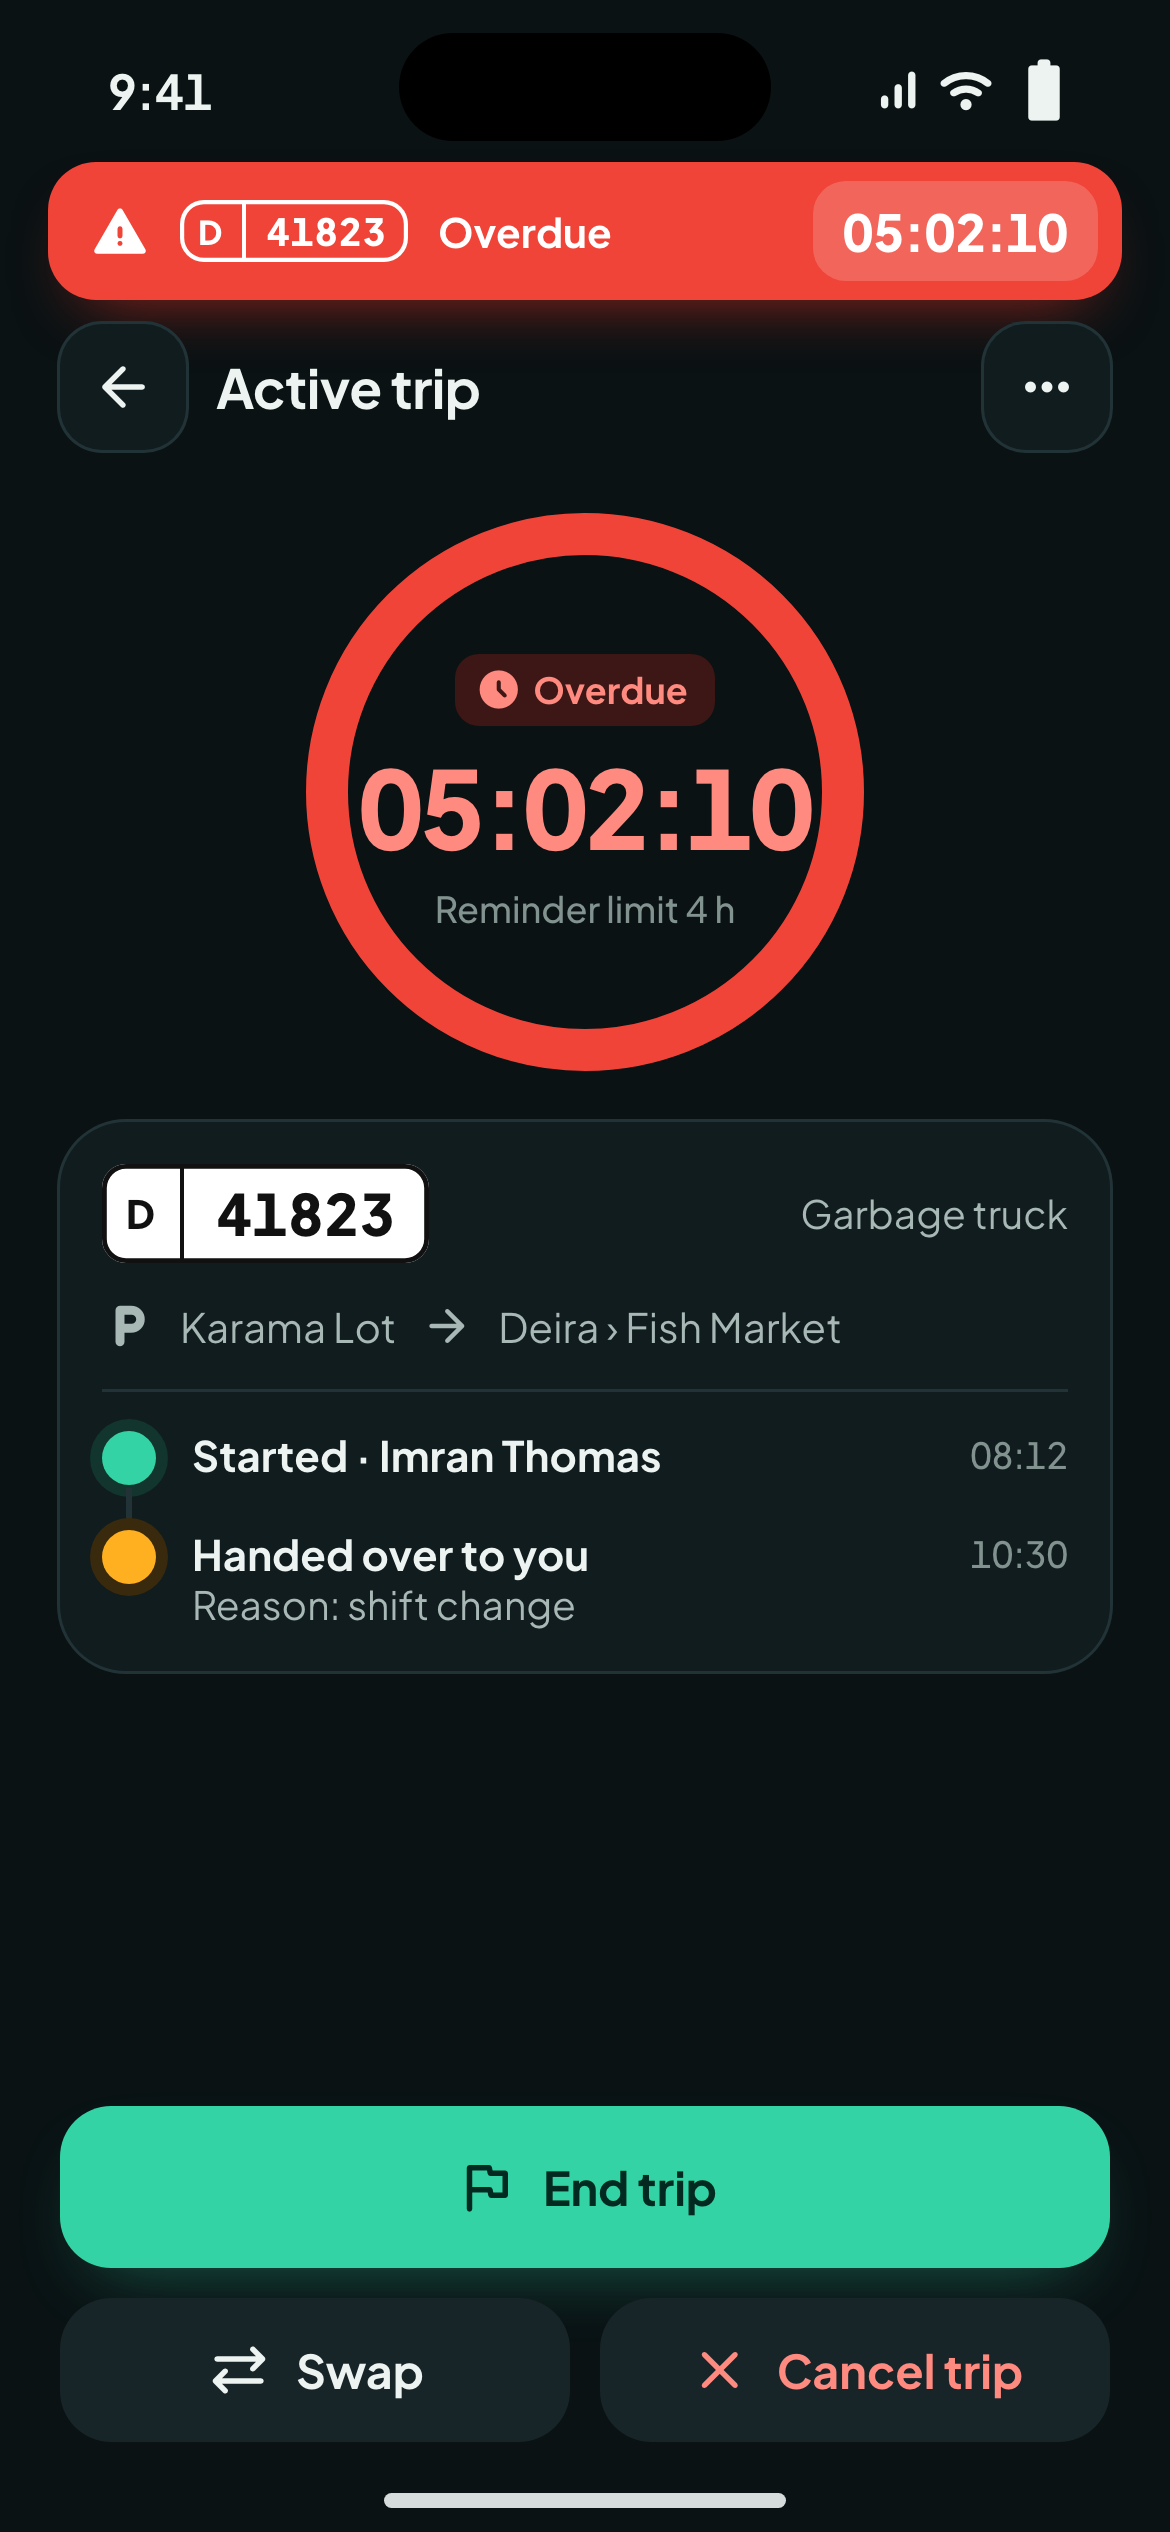 9:41
D 41823 Overdue 05:02:10
Active trip
Overdue
05:02:10
Reminder limit 4 h
D 41823 Garbage truck
P Karama Lot → Deira › Fish Market
Started · Imran Thomas 08:12
Handed over to you 10:30
Reason: shift change
End trip
Swap Cancel trip